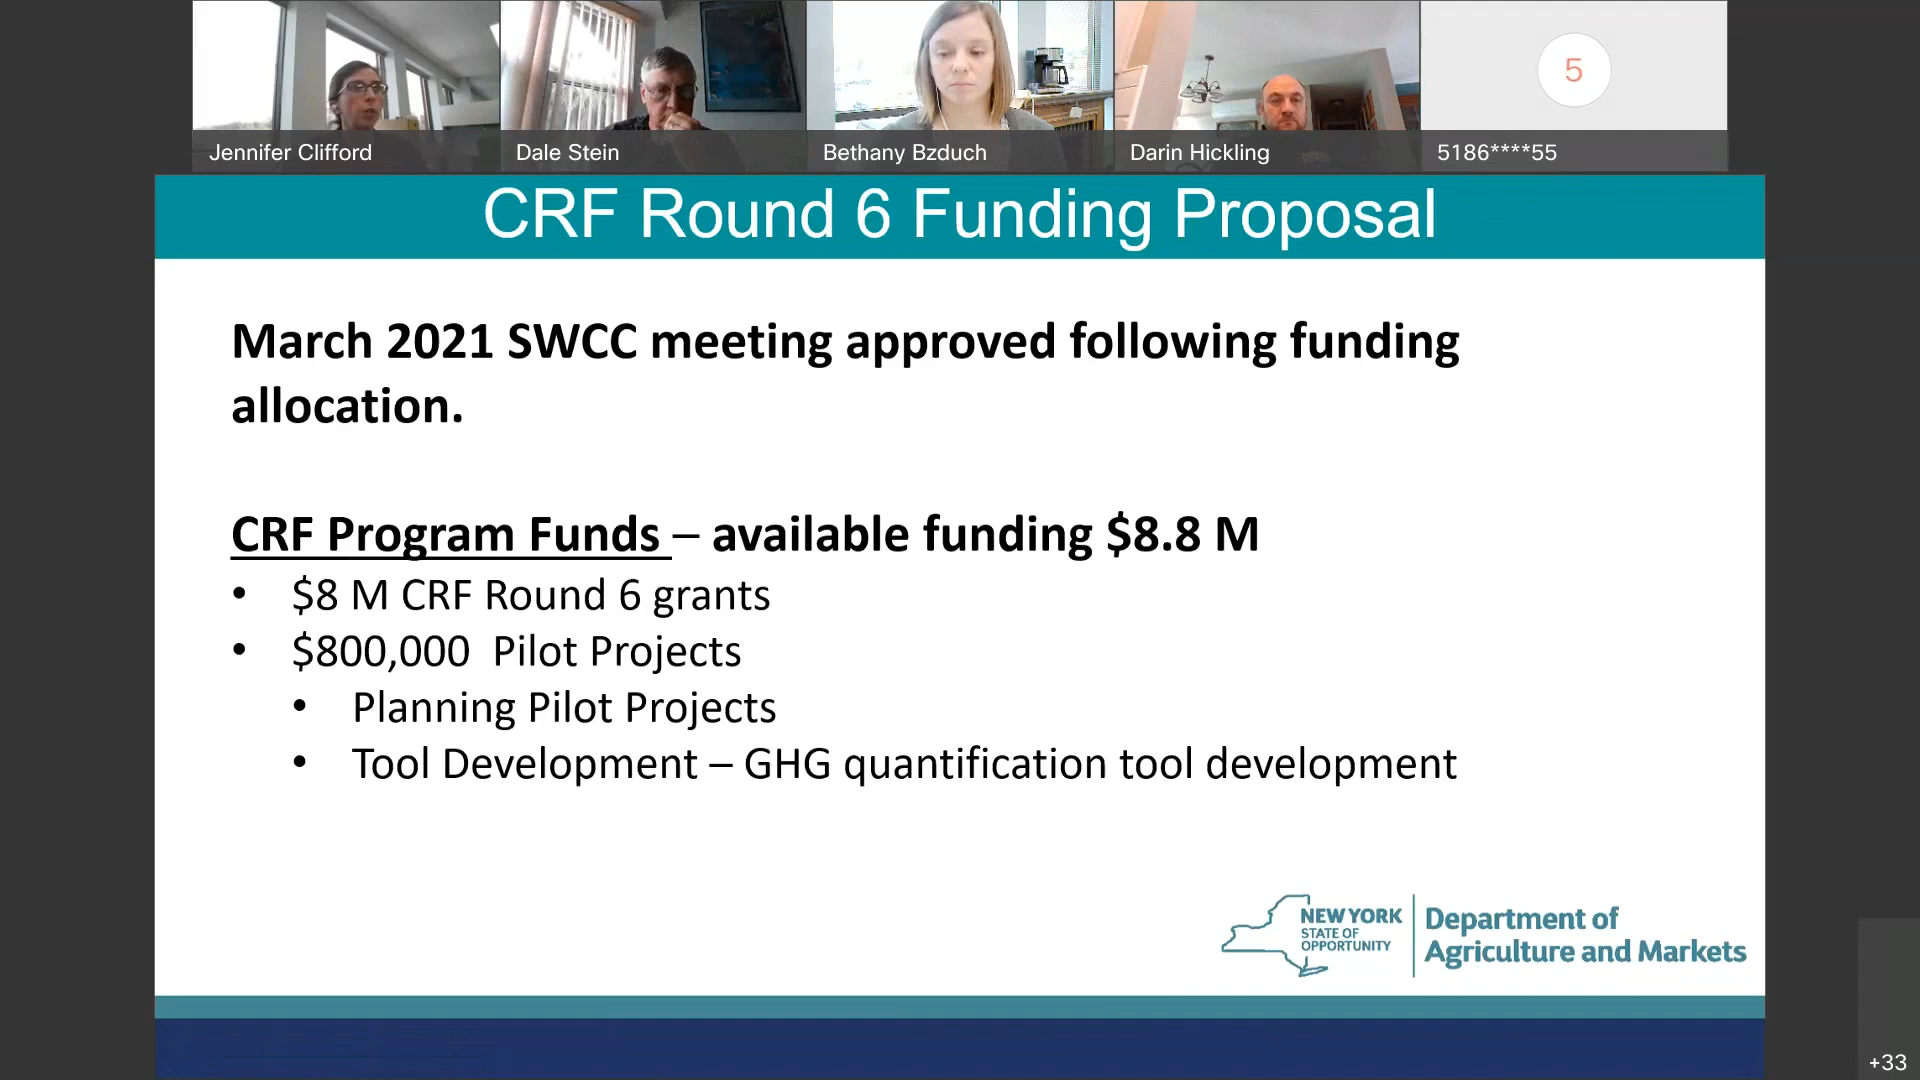 Jennifer Clifford
Dale Stein
Bethany Bzduch
Darin Hickling
5
5186****55
CRF Round 6 Funding Proposal
March 2021 SWCC meeting approved following funding
allocation.
CRF Program Funds – available funding $8.8 M
• $8 M CRF Round 6 grants
• $800,000 Pilot Projects
• Planning Pilot Projects
• Tool Development – GHG quantification tool development
NEW YORK
STATE OF
OPPORTUNITY
Department of
Agriculture and Markets
+33